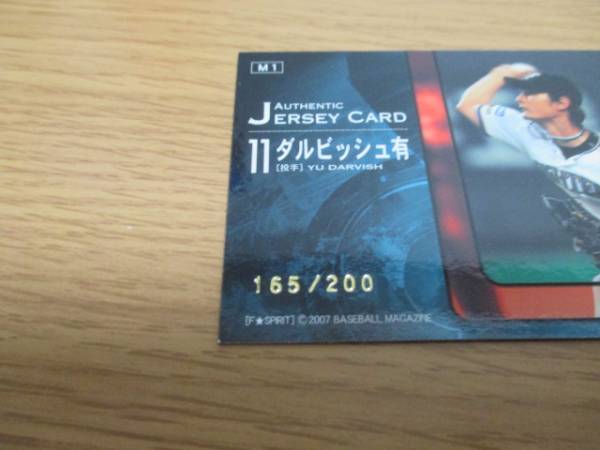 M1
AUTHENTIC
JERSEY CARD
11 ダルビッシュ有
[投手] YU DARVISH
165/200
[F★SPIRIT] © 2007 BASEBALL MAGAZINE